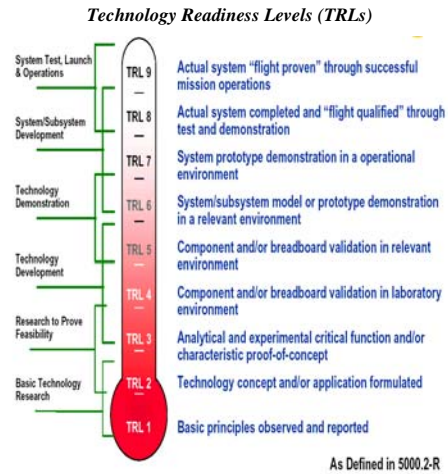 Technology Readiness Levels (TRLs)
System Test, Launch
& Operations
TRL 9
Actual system “flight proven” through successful
mission operations
System/Subsystem
Development
TRL 8
Actual system completed and “flight qualified” through
test and demonstration
TRL 7
System prototype demonstration in a operational
environment
Technology
Demonstration
TRL 6
System/subsystem model or prototype demonstration
in a relevant environment
TRL 5
Component and/or breadboard validation in relevant
environment
Technology
Development
TRL 4
Component and/or breadboard validation in laboratory
environment
Research to Prove
Feasibility
TRL 3
Analytical and experimental critical function and/or
characteristic proof-of-concept
Basic Technology
Research
TRL 2
Technology concept and/or application formulated
TRL 1
Basic principles observed and reported
As Defined in 5000.2-R